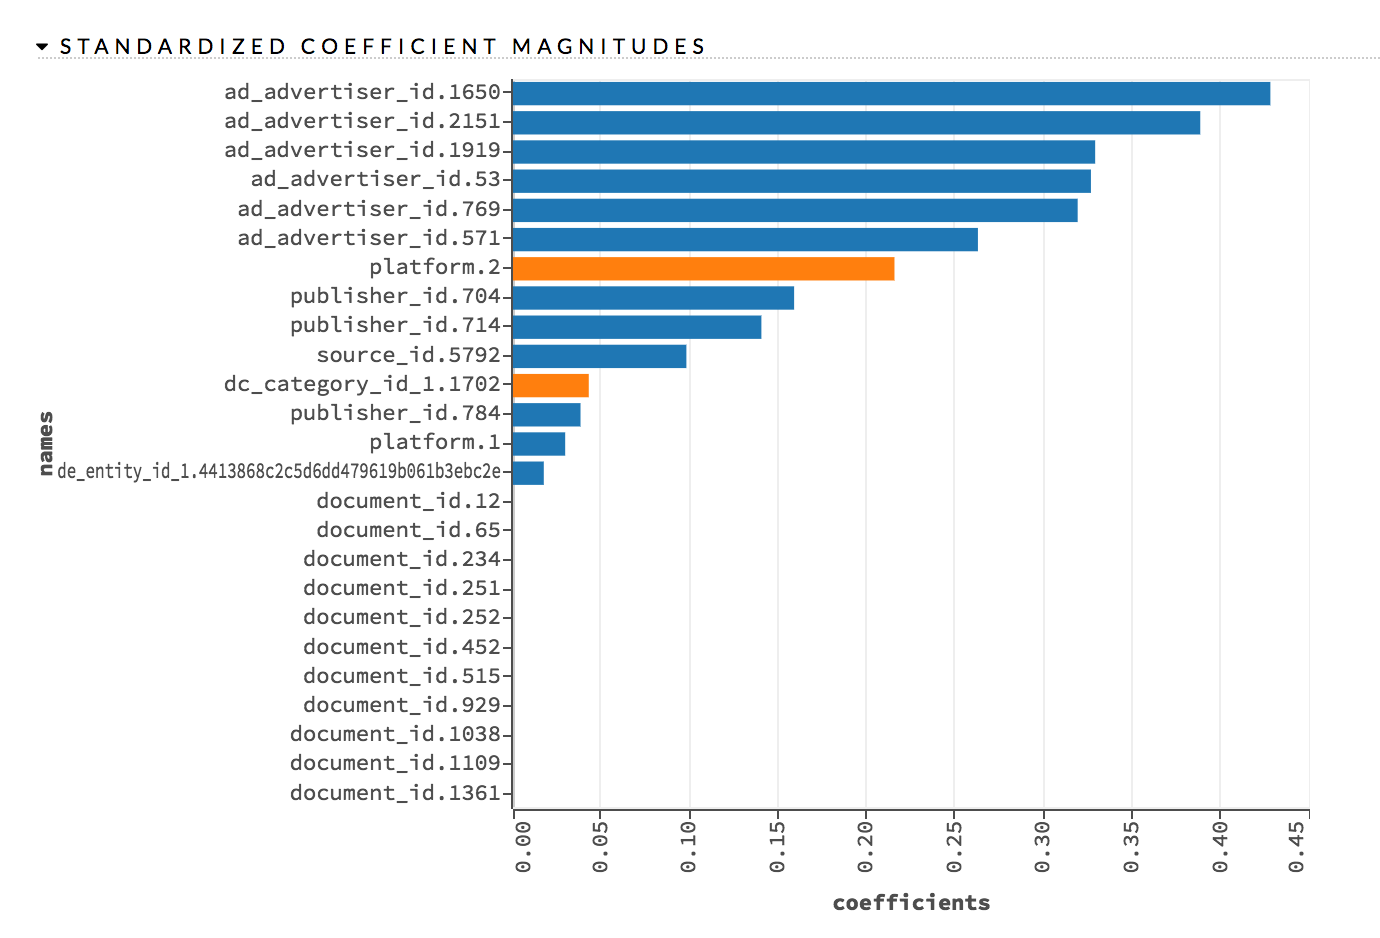 STANDARDIZED COEFFICIENT MAGNITUDES
ad_advertiser_id.1650
ad_advertiser_id.2151
ad_advertiser_id.1919
ad_advertiser_id.53
ad_advertiser_id.769
ad_advertiser_id.571
platform.2
publisher_id.704
publisher_id.714
source_id.5792
dc_category_id_1.1702
publisher_id.784
platform.1
de_entity_id_1.4413868c2c5d6dd479619b061b3ebc2e
document_id.12
document_id.65
document_id.234
document_id.251
document_id.252
document_id.452
document_id.515
document_id.929
document_id.1038
document_id.1109
document_id.1361
names
0.00
0.05
0.10
0.15
0.20
0.25
0.30
0.35
0.40
0.45
coefficients